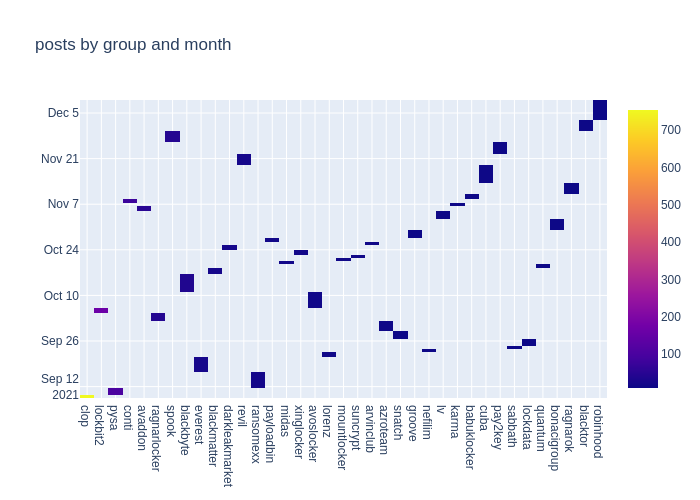 posts by group and month
Dec 5
Nov 21
Nov 7
Oct 24
Oct 10
Sep 26
Sep 12
2021
700
600
500
400
300
200
100
clop
lockbit2
pysa
conti
avaddon
ragnarlocker
spook
blackbyte
everest
blackmatter
darkleakmarket
revil
ransomexx
payloadbin
midas
xinglocker
avoslocker
lorenz
mountlocker
suncrypt
arvinclub
azroteam
snatch
groove
nefilim
lv
karma
babuklocker
cuba
pay2key
sabbath
lockdata
quantum
bonacigroup
ragnarok
blacktor
robinhood